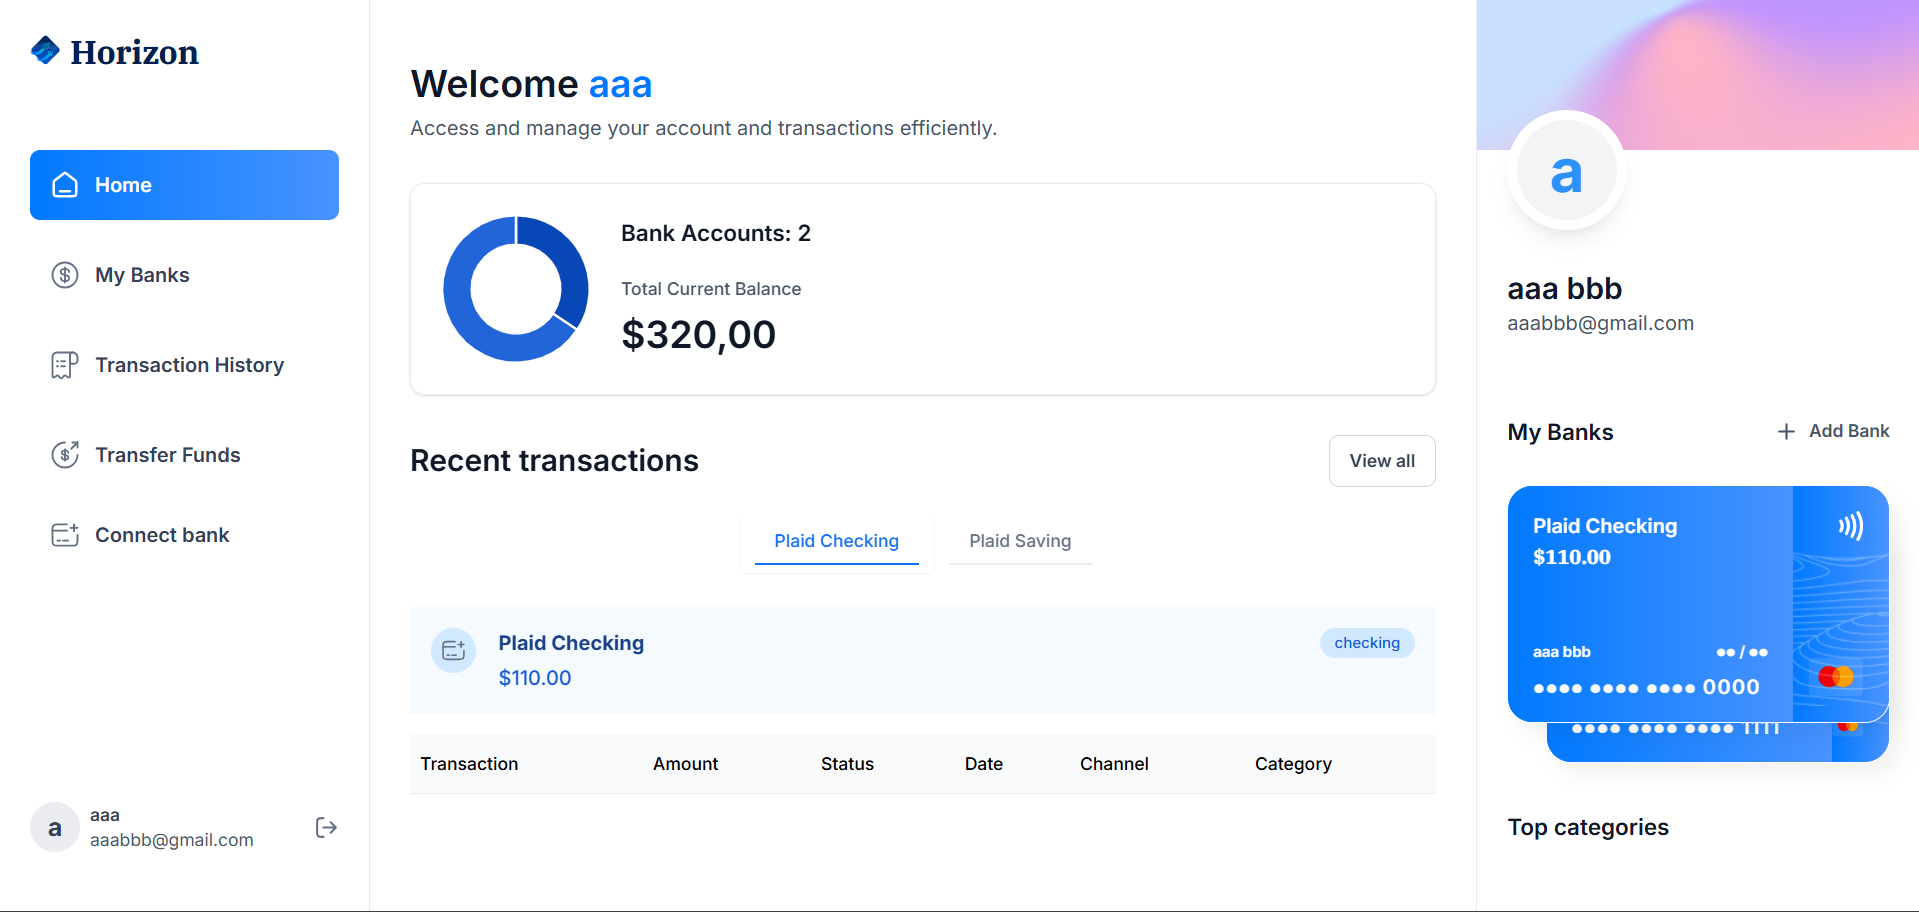 Horizon
Home
My Banks
Transaction History
Transfer Funds
Connect bank
a
aaa
aaabbb@gmail.com
Welcome aaa
Access and manage your account and transactions efficiently.
Bank Accounts: 2
Total Current Balance
$320,00
Recent transactions
View all
Plaid Checking Plaid Saving
Plaid Checking
$110.00
checking
Transaction Amount Status Date Channel Category
a
aaa bbb
aaabbb@gmail.com
My Banks
Add Bank
Plaid Checking
$110.00
aaa bbb ●● / ●●
●●●● ●●●● ●●●● 0000
●●●● ●●●● ●●●● 1111
Top categories